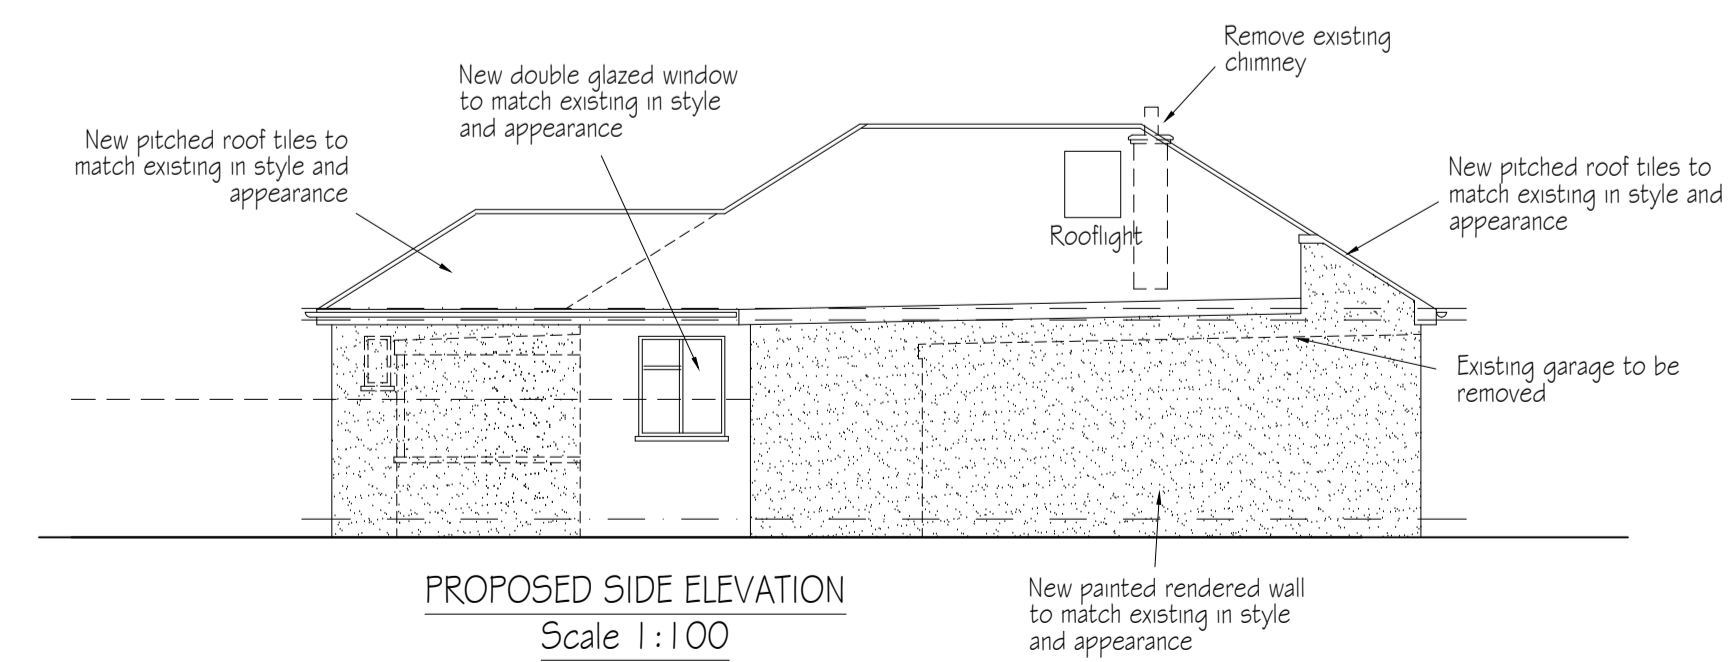 Remove existing
chimney
New double glazed window
to match existing in style
and appearance
New pitched roof tiles to
match existing in style and
appearance
New pitched roof tiles to
match existing in style and
appearance
Rooflight
Existing garage to be
removed
New painted rendered wall
to match existing in style
and appearance
PROPOSED SIDE ELEVATION
Scale 1:100